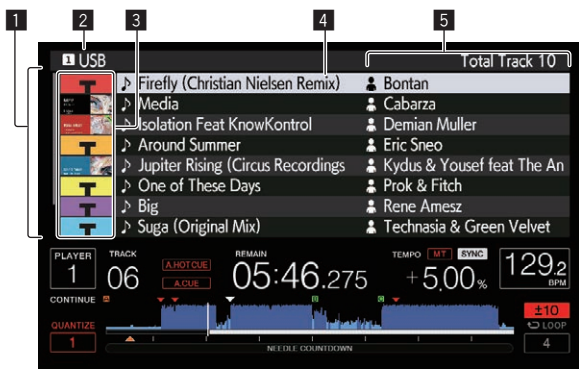 1 2 3 4 5
1 USB Total Track 10
T ♪ Firefly (Christian Nielsen Remix) Bontan
♪ Media Cabarza
♪ Isolation Feat KnowKontrol Demian Muller
T ♪ Around Summer Eric Sneo
♪ Jupiter Rising (Circus Recordings Kydus & Yousef feat The An
T ♪ One of These Days Prok & Fitch
T ♪ Big Rene Amesz
T ♪ Suga (Original Mix) Technasia & Green Velvet
PLAYER TRACK REMAIN TEMPO MT SYNC
1 06 A.HOT CUE A.CUE 05:46.275 +5.00% 129.2 BPM
CONTINUE A B C
±10
QUANTIZE LOOP
1 NEEDLE COUNTDOWN 4